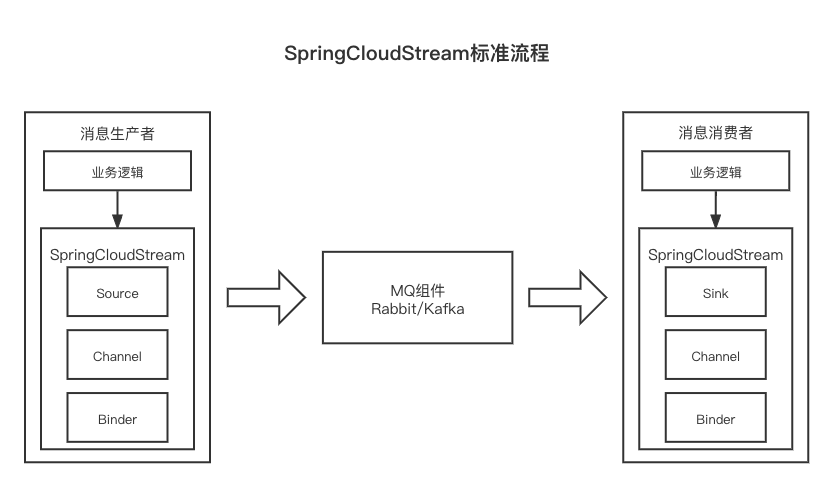 SpringCloudStream标准流程
消息生产者
业务逻辑
SpringCloudStream
Source
Channel
Binder
MQ组件
Rabbit/Kafka
消息消费者
业务逻辑
SpringCloudStream
Sink
Channel
Binder